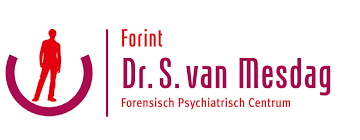 Forint
Dr. S. van Mesdag
Forensisch Psychiatrisch Centrum